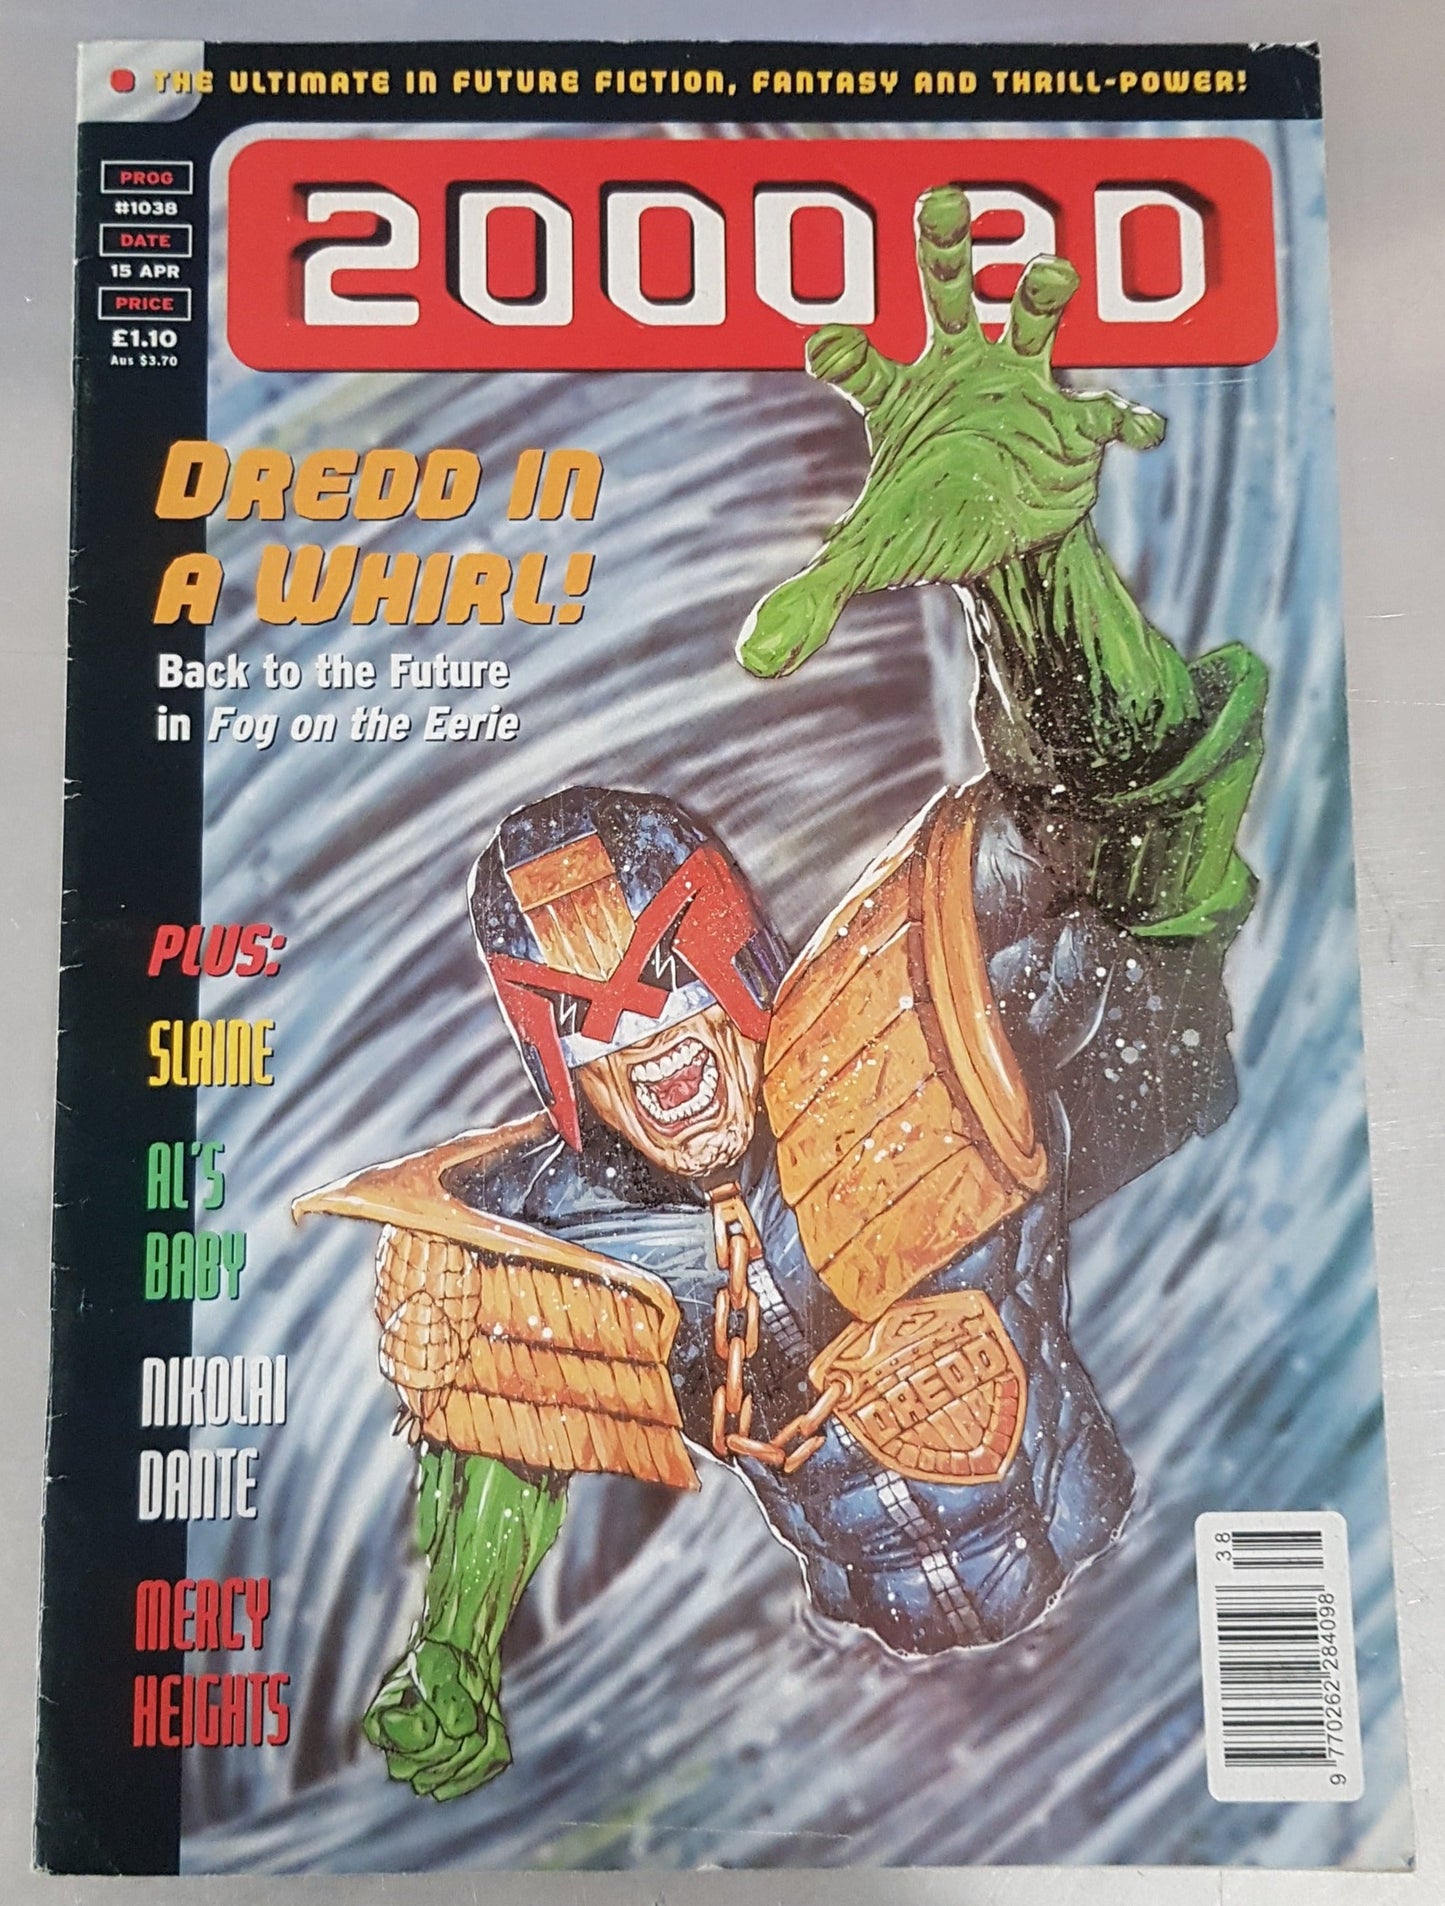 THE ULTIMATE IN FUTURE FICTION, FANTASY AND THRILL-POWER!
PROG
#1038
DATE
15 APR
PRICE
£1.10
Aus $3.70
2000 AD
DREDD IN
A WHIRL!
Back to the Future
in Fog on the Eerie
PLUS:
SLAINE
AL'S
BABY
NIKOLAI
DANTE
MERCY
HEIGHTS
DREDD
38
9 770262 284098